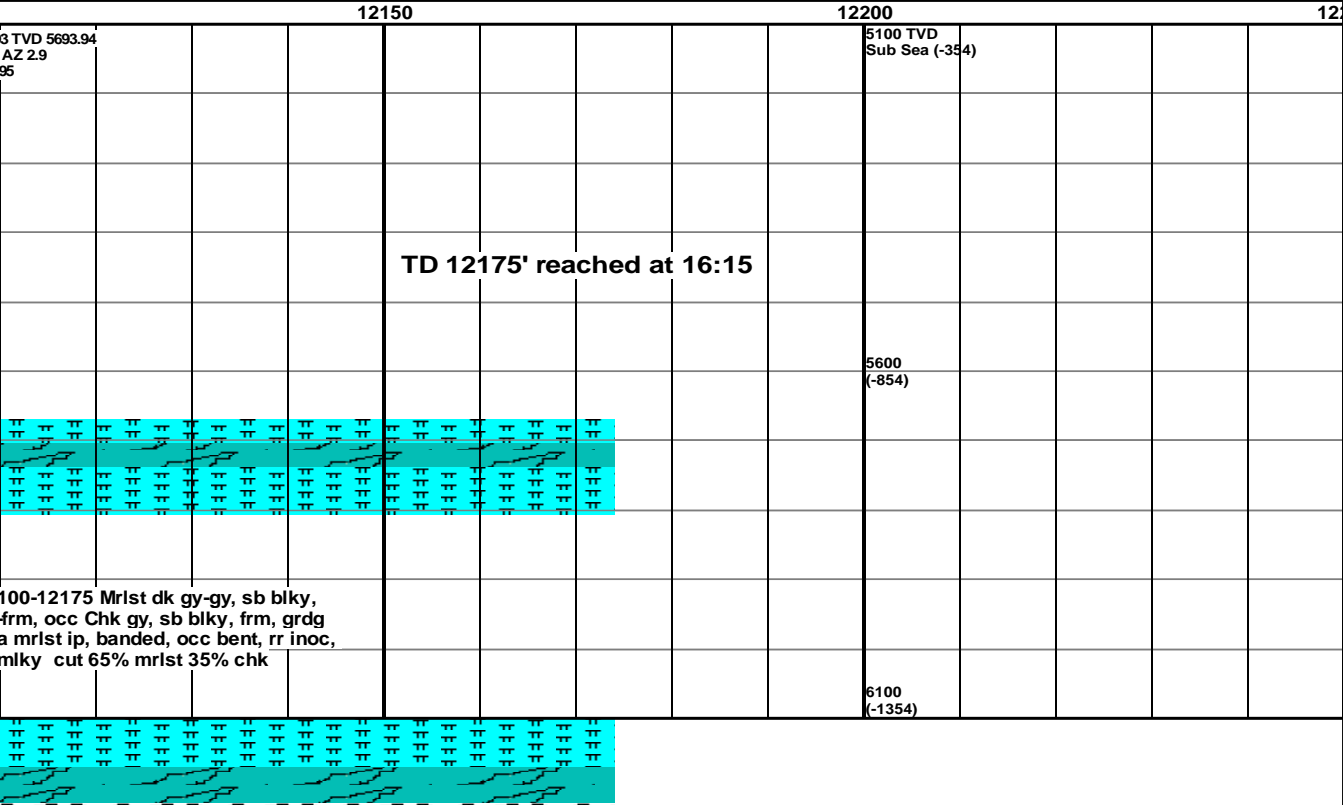 12150
12200
3 TVD 5693.94
AZ 2.9
95
5100 TVD
Sub Sea (-354)
TD 12175' reached at 16:15
5600
(-854)
100-12175 Mrlst dk gy-gy, sb blky,
-frm, occ Chk gy, sb blky, frm, grdg
a mrlst ip, banded, occ bent, rr inoc,
mlky cut 65% mrlst 35% chk
6100
(-1354)